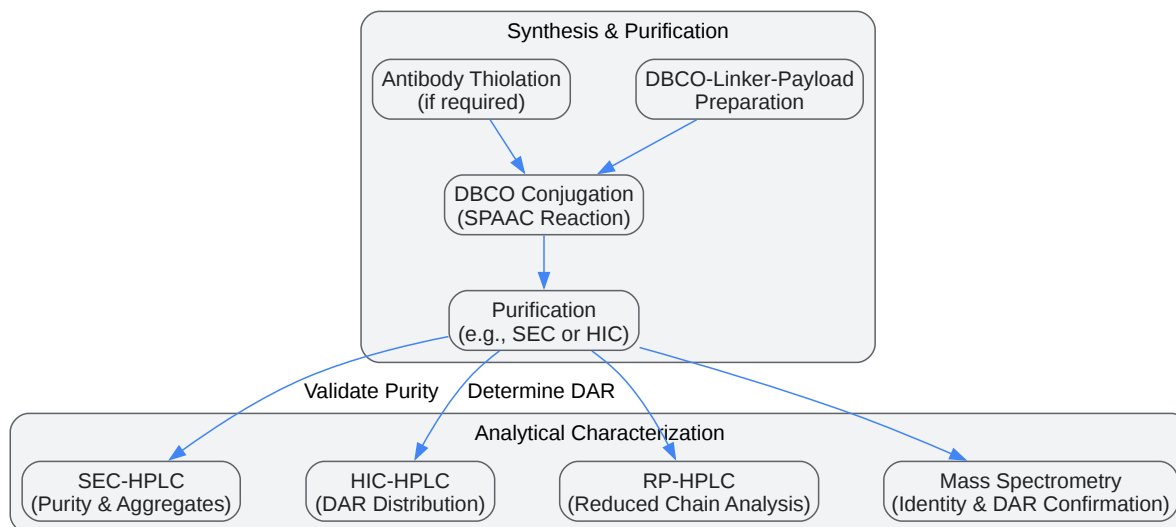 Synthesis & Purification
Antibody Thiolation
(if required)
DBCO-Linker-Payload
Preparation
DBCO Conjugation
(SPAAC Reaction)
Purification
(e.g., SEC or HIC)
Validate Purity
Determine DAR
Analytical Characterization
SEC-HPLC
(Purity & Aggregates)
HIC-HPLC
(DAR Distribution)
RP-HPLC
(Reduced Chain Analysis)
Mass Spectrometry
(Identity & DAR Confirmation)